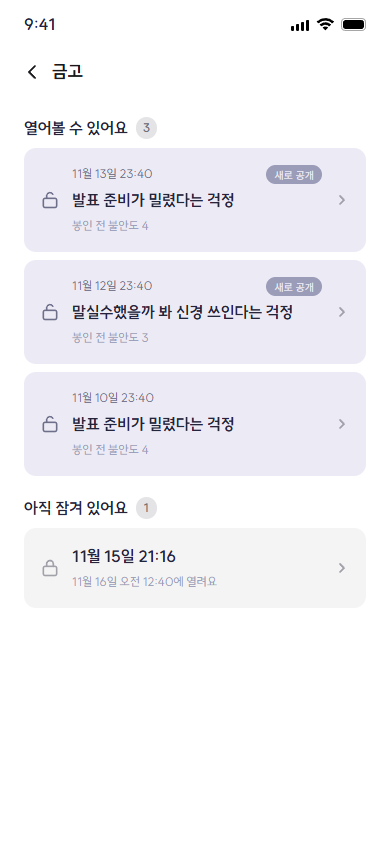 9:41
금고
열어볼 수 있어요 3
11월 13일 23:40
새로 공개
발표 준비가 밀렸다는 걱정
봉인 전 불안도 4
11월 12일 23:40
새로 공개
말실수했을까 봐 신경 쓰인다는 걱정
봉인 전 불안도 3
11월 10일 23:40
발표 준비가 밀렸다는 걱정
봉인 전 불안도 4
아직 잠겨 있어요 1
11월 15일 21:16
11월 16일 오전 12:40에 열려요